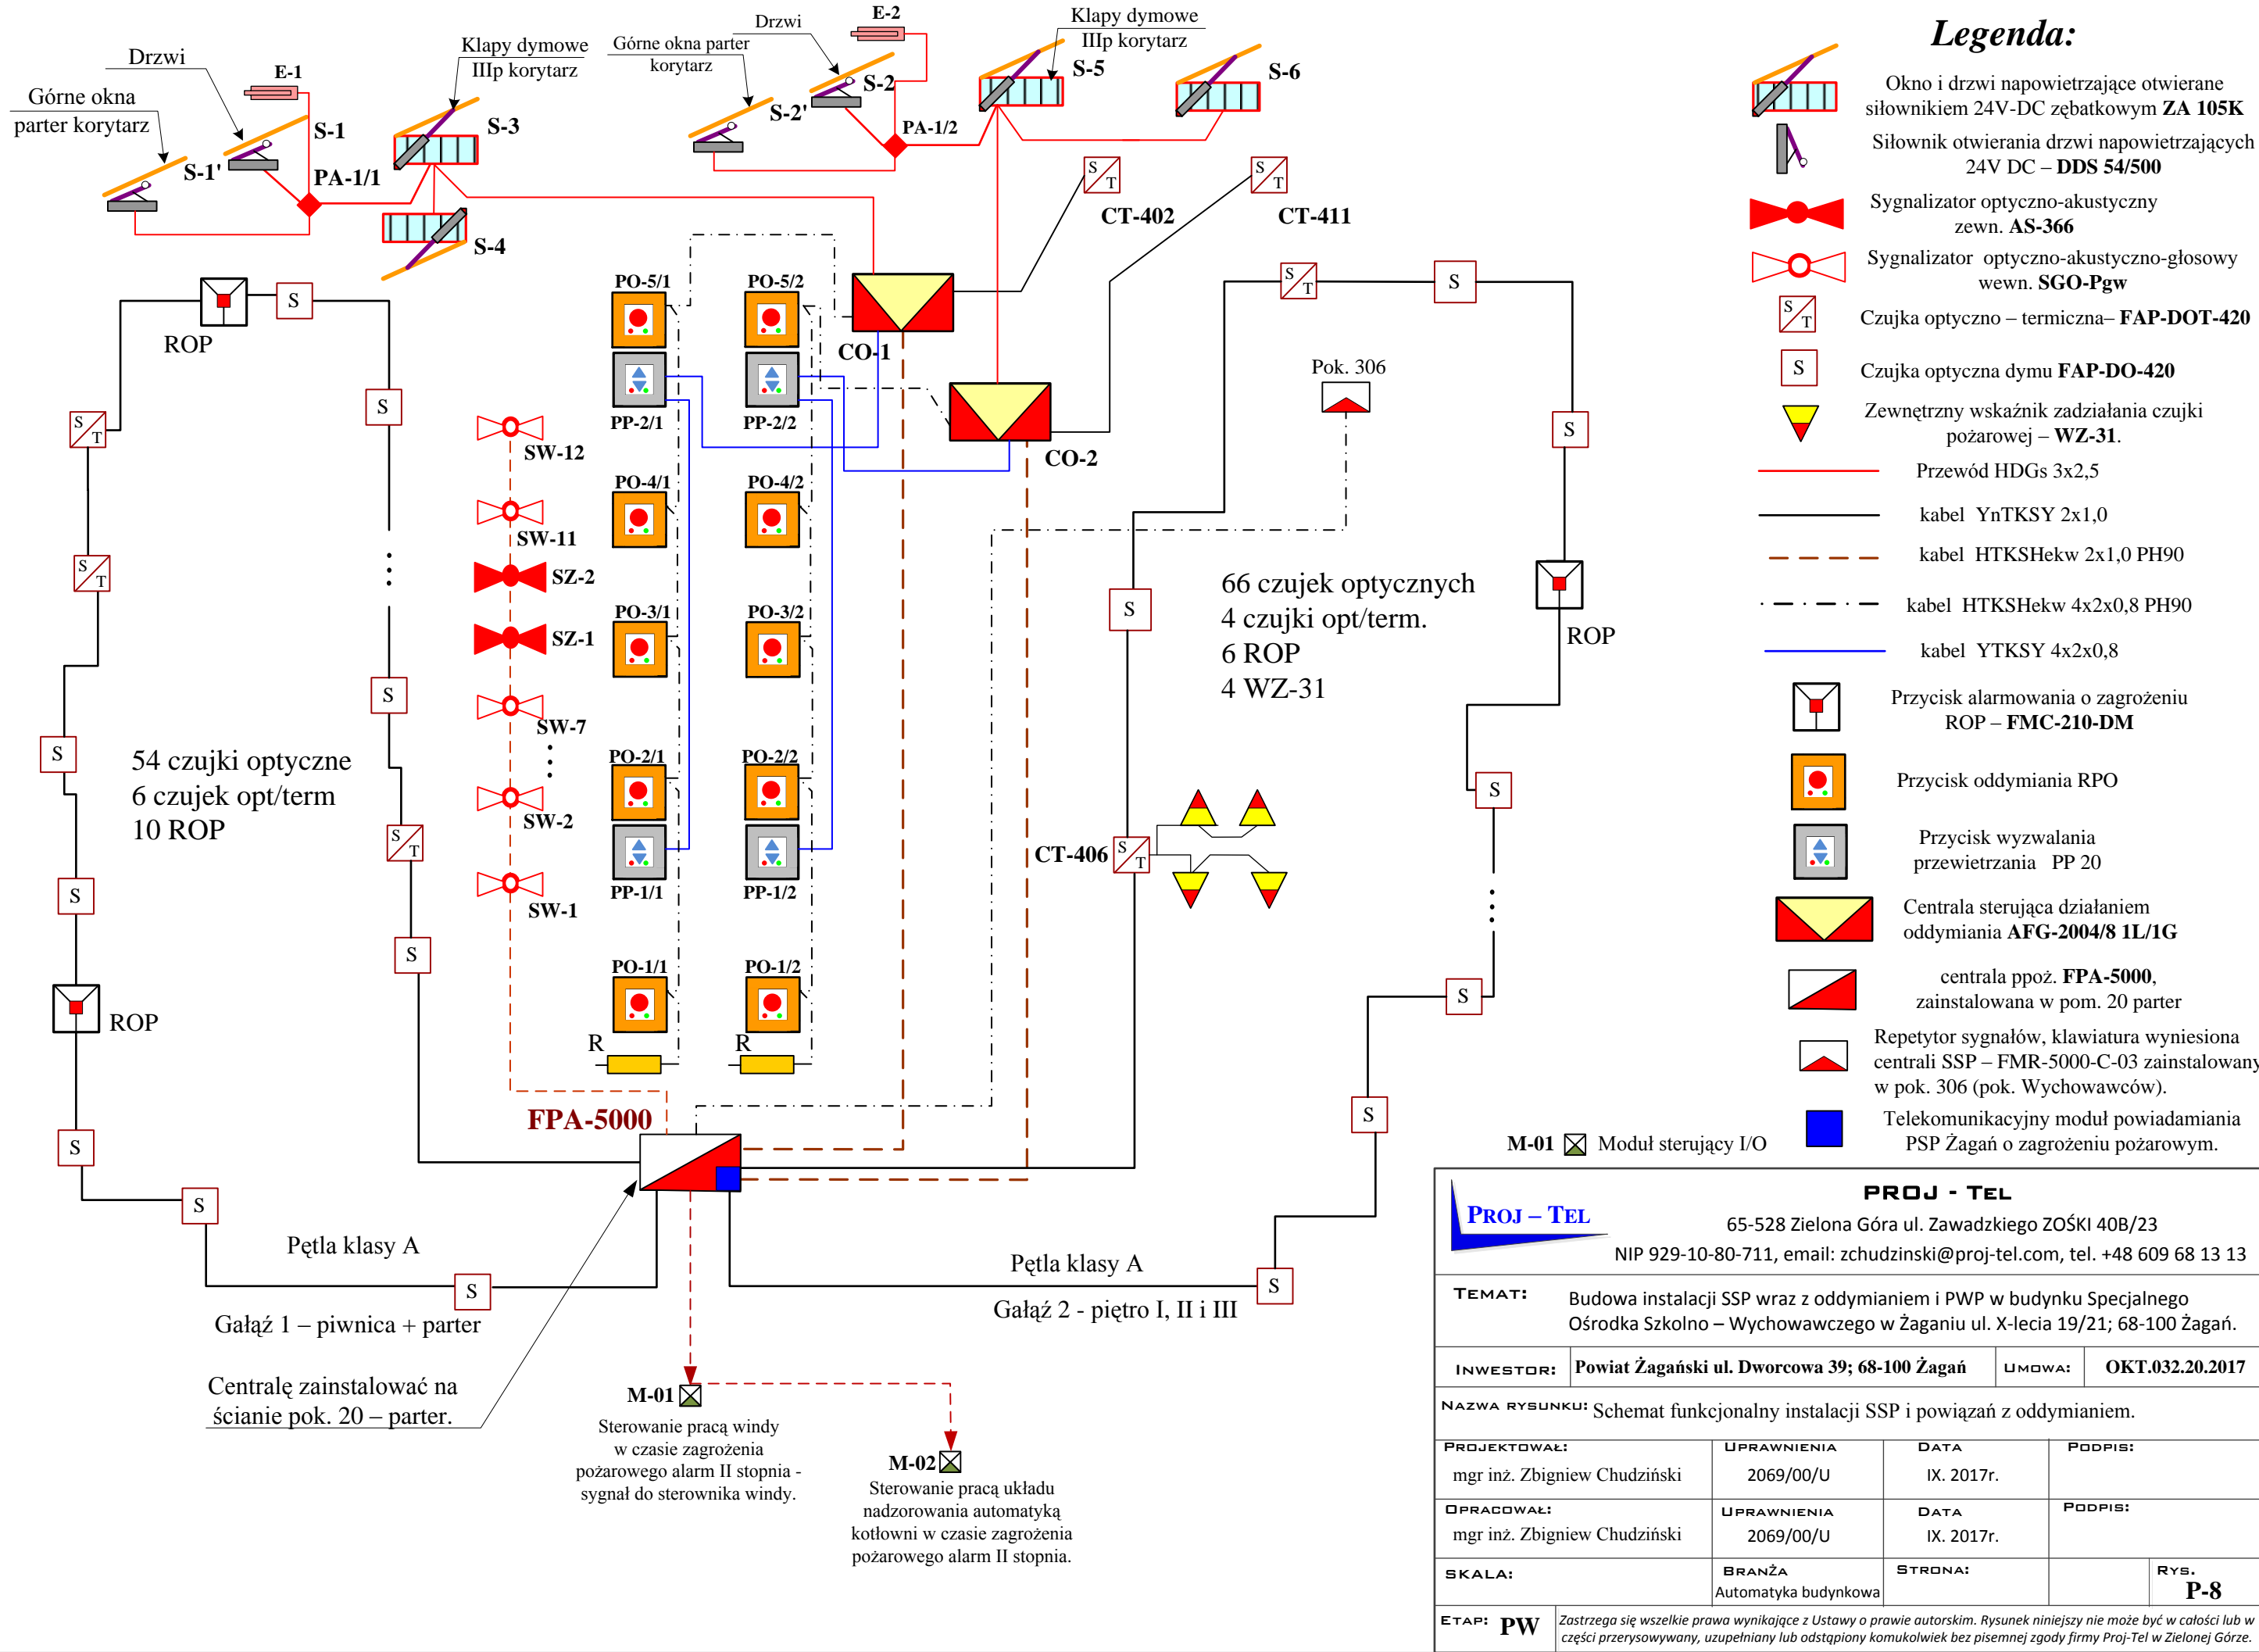 Drzwi
E-1
Górne okna
parter korytarz
S-1
S-1'
PA-1/1
Klapy dymowe
IIIp korytarz
S-3
S-4
Górne okna parter
korytarz
Drzwi
E-2
S-2
S-2'
PA-1/2
Klapy dymowe
IIIp korytarz
S-5
S-6
S
T
CT-402
S
T
CT-411
ROP
S
S
S
T
S
T
S
S
S
ROP
S
S
S
S
S
T
S
54 czujki optyczne
6 czujek opt/term
10 ROP
SW-12
SW-11
SZ-2
SZ-1
SW-7
SW-2
SW-1
PO-5/1
PP-2/1
PO-4/1
PO-3/1
PO-2/1
PP-1/1
PO-1/1
R
PO-5/2
PP-2/2
PO-4/2
PO-3/2
PO-2/2
PP-1/2
PO-1/2
R
CO-1
CO-2
Pok. 306
S
T
S
S
ROP
S
S
S
S
S
66 czujek optycznych
4 czujki opt/term.
6 ROP
4 WZ-31
CT-406
S
T
FPA-5000
Pętla klasy A
Gałąź 1 – piwnica + parter
Pętla klasy A
Gałąź 2 - piętro I, II i III
Centralę zainstalować na
ścianie pok. 20 – parter.
M-01
Sterowanie pracą windy
w czasie zagrożenia
pożarowego alarm II stopnia -
sygnał do sterownika windy.
M-02
Sterowanie pracą układu
nadzorowania automatyką
kotłowni w czasie zagrożenia
pożarowego alarm II stopnia.
Legenda:
Okno i drzwi napowietrzające otwierane
siłownikiem 24V-DC zębatkowym ZA 105K
Siłownik otwierania drzwi napowietrzających
24V DC – DDS 54/500
Sygnalizator optyczno-akustyczny
zewn. AS-366
Sygnalizator optyczno-akustyczno-głosowy
wewn. SGO-Pgw
S
T
Czujka optyczno – termiczna– FAP-DOT-420
S
Czujka optyczna dymu FAP-DO-420
Zewnętrzny wskaźnik zadziałania czujki
pożarowej – WZ-31.
Przewód HDGs 3x2,5
kabel YnTKSY 2x1,0
kabel HTKSHekw 2x1,0 PH90
kabel HTKSHekw 4x2x0,8 PH90
kabel YTKSY 4x2x0,8
Przycisk alarmowania o zagrożeniu
ROP – FMC-210-DM
Przycisk oddymiania RPO
Przycisk wyzwalania
przewietrzania PP 20
Centrala sterująca działaniem
oddymiania AFG-2004/8 1L/1G
centrala ppoż. FPA-5000,
zainstalowana w pom. 20 parter
Repetytor sygnałów, klawiatura wyniesiona
centrali SSP – FMR-5000-C-03 zainstalowany
w pok. 306 (pok. Wychowawców).
Telekomunikacyjny moduł powiadamiania
PSP Żagań o zagrożeniu pożarowym.
M-01 Moduł sterujący I/O
PROJ – TEL
PROJ - TEL
65-528 Zielona Góra ul. Zawadzkiego ZOŚKI 40B/23
NIP 929-10-80-711, email: zchudzinski@proj-tel.com, tel. +48 609 68 13 13
TEMAT:
Budowa instalacji SSP wraz z oddymianiem i PWP w budynku Specjalnego
Ośrodka Szkolno – Wychowawczego w Żaganiu ul. X-lecia 19/21; 68-100 Żagań.
INWESTOR: Powiat Żagański ul. Dworcowa 39; 68-100 Żagań UMOWA: OKT.032.20.2017
NAZWA RYSUNKU: Schemat funkcjonalny instalacji SSP i powiązań z oddymianiem.
PROJEKTOWAŁ: UPRAWNIENIA DATA PODPIS:
mgr inż. Zbigniew Chudziński 2069/00/U IX. 2017r.
OPRACOWAŁ: UPRAWNIENIA DATA PODPIS:
mgr inż. Zbigniew Chudziński 2069/00/U IX. 2017r.
SKALA: BRANŻA STRONA: RYS.
Automatyka budynkowa P-8
ETAP: PW
Zastrzega się wszelkie prawa wynikające z Ustawy o prawie autorskim. Rysunek niniejszy nie może być w całości lub w
części przerysowywany, uzupełniany lub odstąpiony komukolwiek bez pisemnej zgody firmy Proj-Tel w Zielonej Górze.